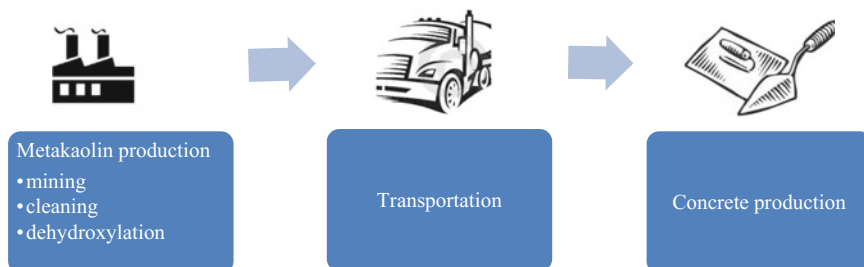 Metakaolin production
•mining
•cleaning
•dehydroxylation
Transportation
Concrete production